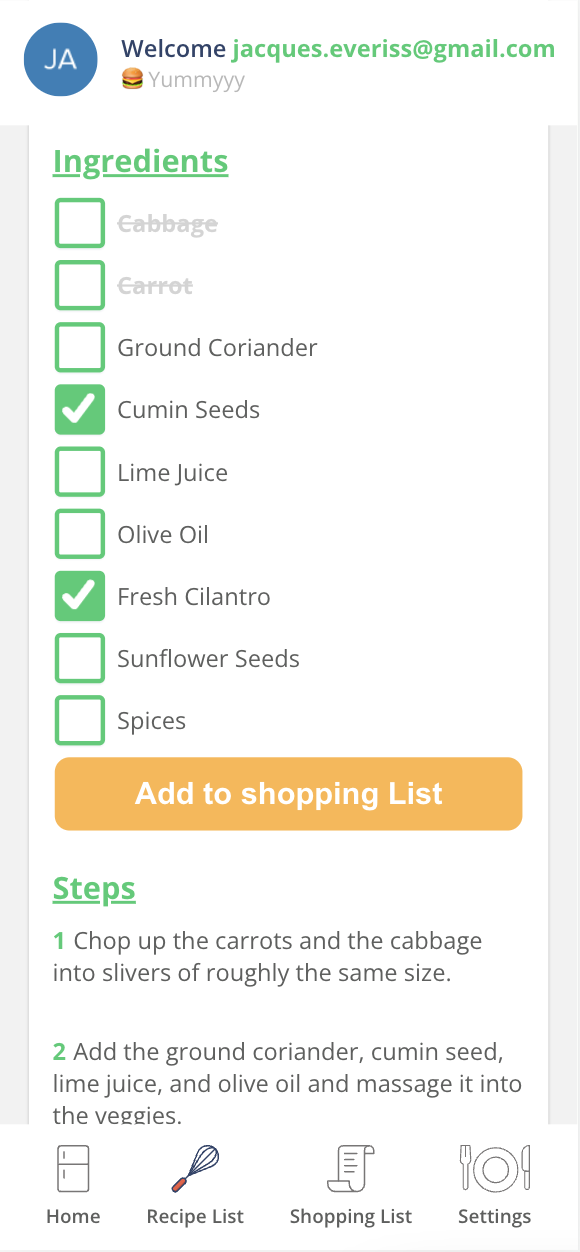 JA
Welcome jacques.everiss@gmail.com
🍔 Yummyyy
Ingredients
Cabbage
Carrot
Ground Coriander
Cumin Seeds
Lime Juice
Olive Oil
Fresh Cilantro
Sunflower Seeds
Spices
Add to shopping List
Steps
1 Chop up the carrots and the cabbage
into slivers of roughly the same size.
2 Add the ground coriander, cumin seed,
lime juice, and olive oil and massage it into
the veggies.
Home
Recipe List
Shopping List
Settings